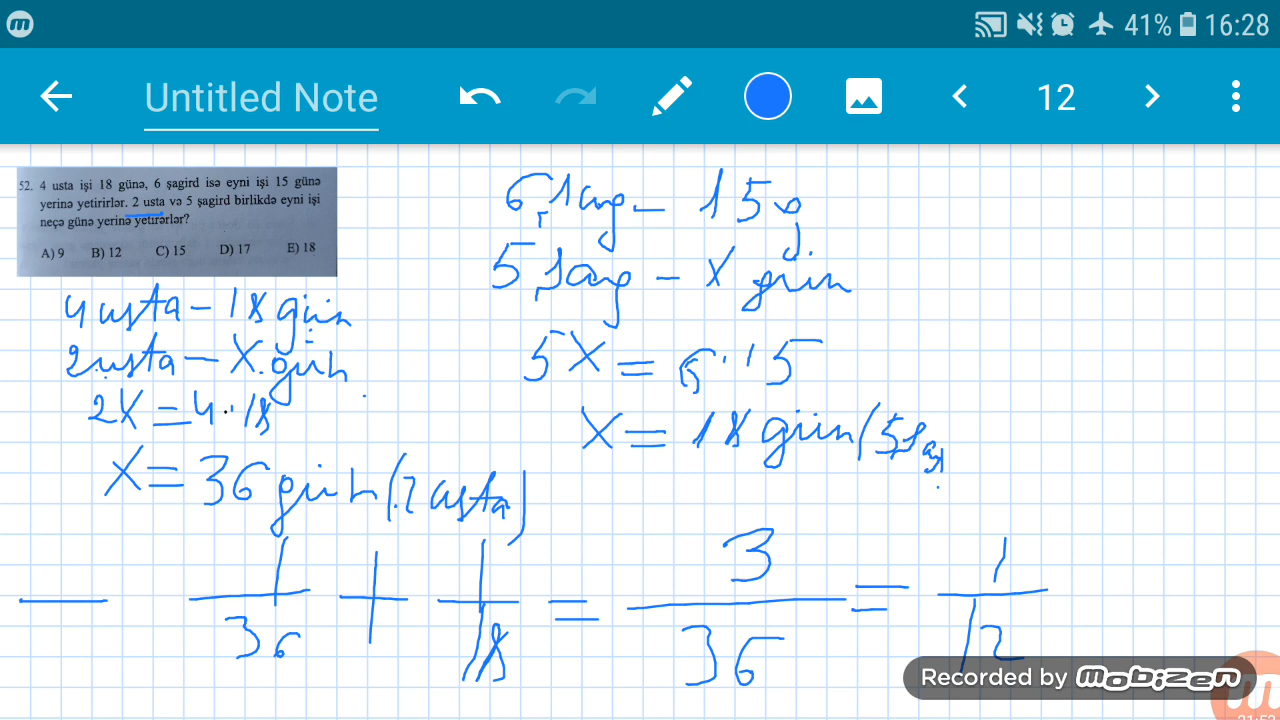 41% 16:28
Untitled Note 12
52. 4 usta işi 18 günə, 6 şagird isə eyni işi 15 günə
yerinə yetirirlər. 2 usta və 5 şagird birlikdə eyni işi
neçə günə yerinə yetirərlər?
A) 9 B) 12 C) 15 D) 17 E) 18
4 usta – 18 gün
2 usta – X gün
2X = 4 · 18
X = 36 gün (2 usta)
6 şag – 15 g
5 şag – X gün
5X = 6 · 15
X = 18 gün (5 şag)
1/36 + 1/18 = 3/36 = 1/12
Recorded by mobizen